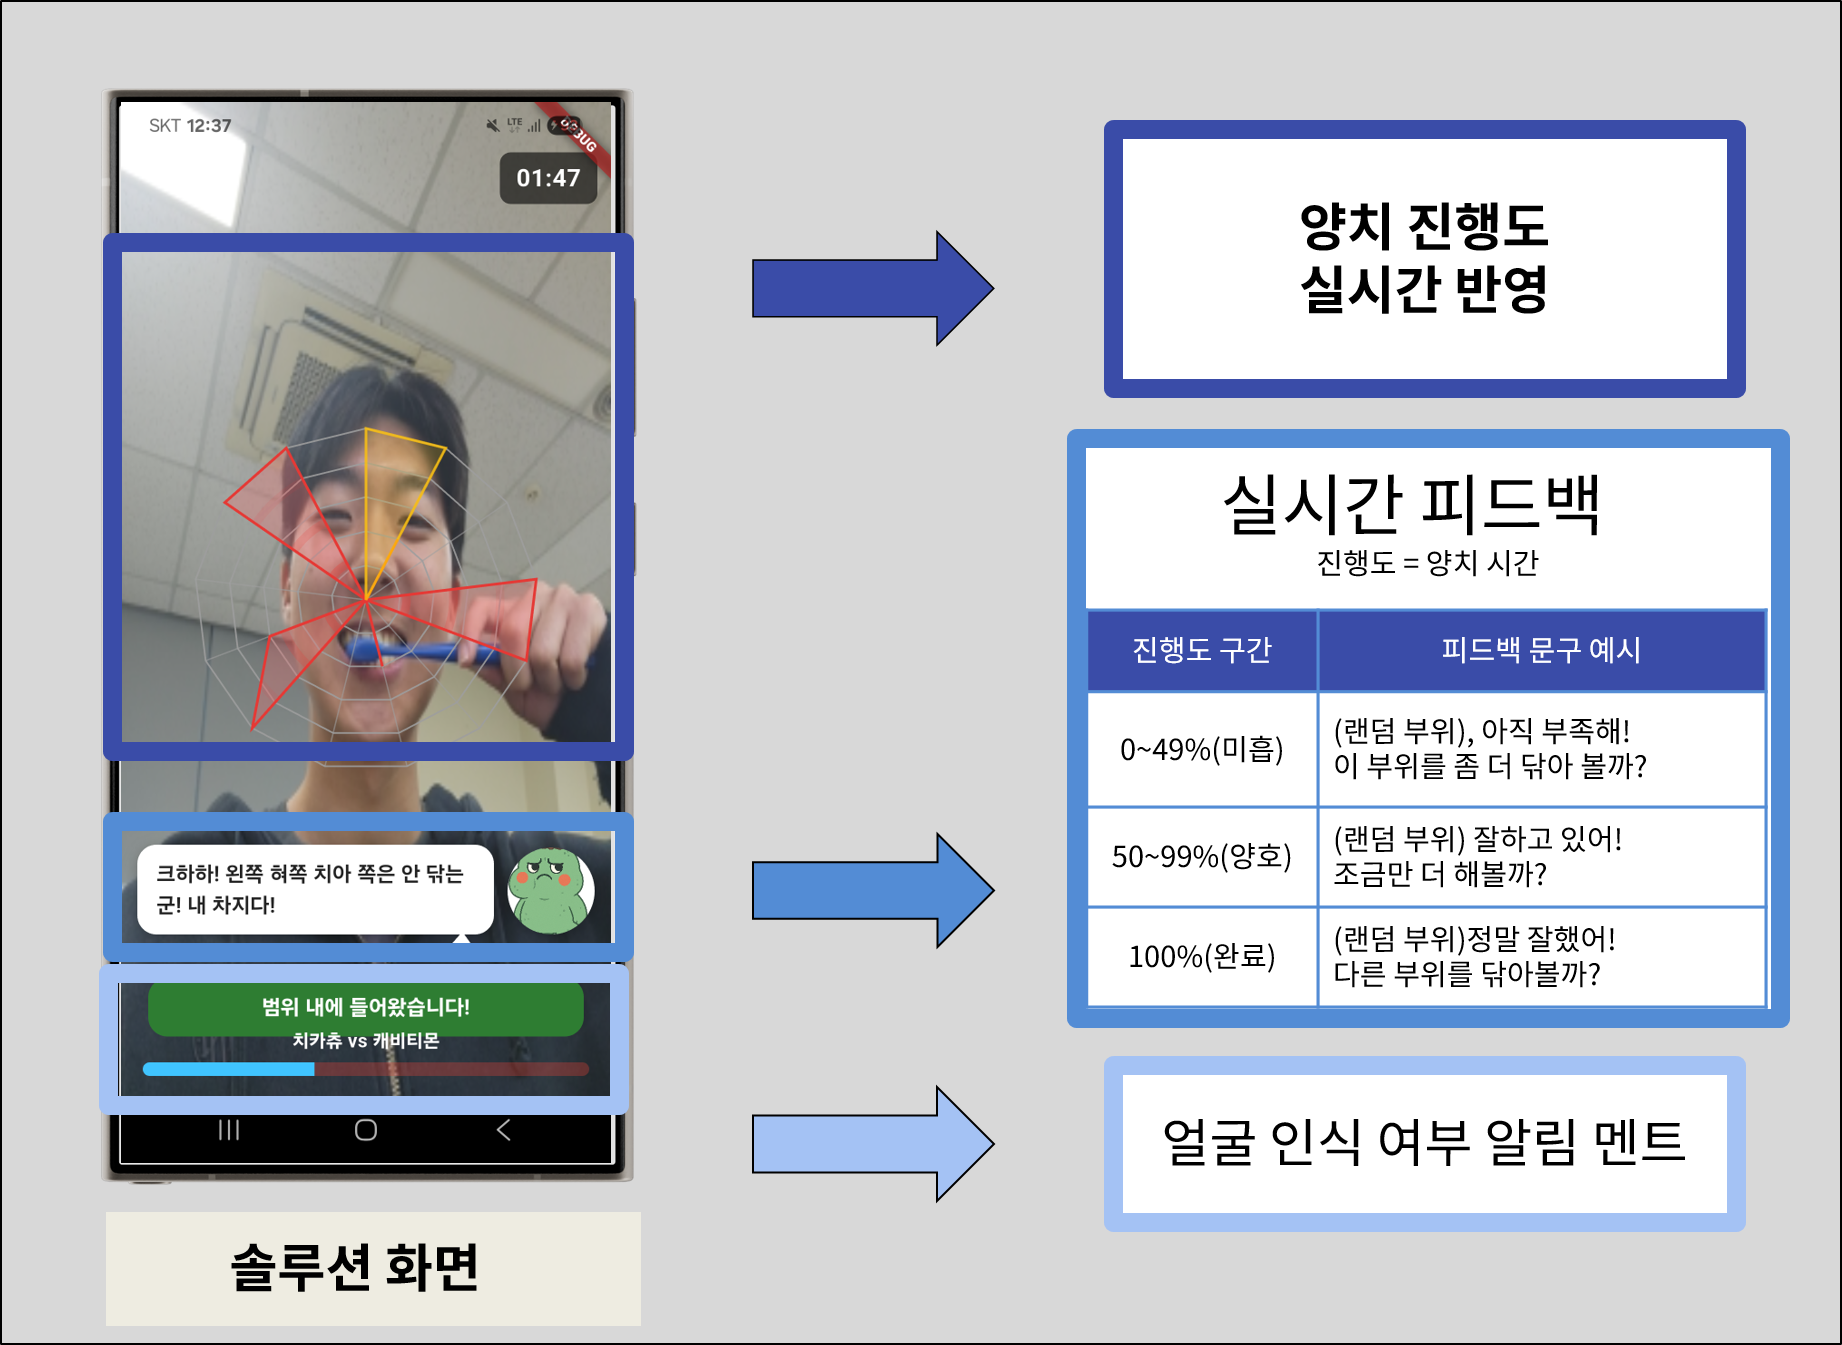 SKT 12:37
LTE
01:47
크하하! 왼쪽 혀쪽 치아 쪽은 안 닦는
군! 내 차지다!
범위 내에 들어왔습니다!
치카츄 vs 캐비티몬
솔루션 화면
양치 진행도
실시간 반영
실시간 피드백
진행도 = 양치 시간
진행도 구간
피드백 문구 예시
0~49%(미흡)
(랜덤 부위), 아직 부족해!
이 부위를 좀 더 닦아 볼까?
50~99%(양호)
(랜덤 부위) 잘하고 있어!
조금만 더 해볼까?
100%(완료)
(랜덤 부위)정말 잘했어!
다른 부위를 닦아볼까?
얼굴 인식 여부 알림 멘트